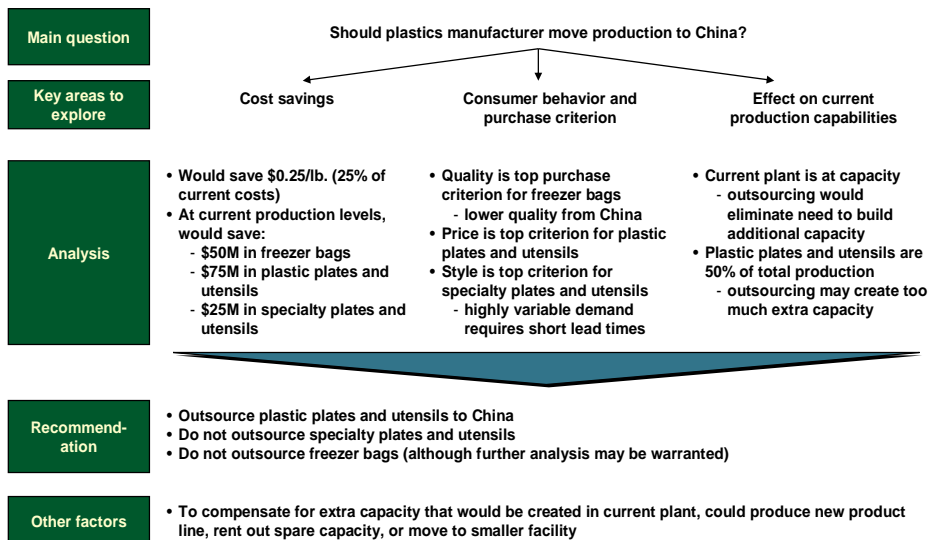 Main question
Should plastics manufacturer move production to China?
Key areas to
explore
Cost savings
Consumer behavior and
purchase criterion
Effect on current
production capabilities
Analysis
• Would save $0.25/lb. (25% of
current costs)
• At current production levels,
would save:
- $50M in freezer bags
- $75M in plastic plates and
utensils
- $25M in specialty plates and
utensils
• Quality is top purchase
criterion for freezer bags
- lower quality from China
• Price is top criterion for plastic
plates and utensils
• Style is top criterion for
specialty plates and utensils
- highly variable demand
requires short lead times
• Current plant is at capacity
- outsourcing would
eliminate need to build
additional capacity
• Plastic plates and utensils are
50% of total production
- outsourcing may create too
much extra capacity
Recommend-
ation
• Outsource plastic plates and utensils to China
• Do not outsource specialty plates and utensils
• Do not outsource freezer bags (although further analysis may be warranted)
Other factors
• To compensate for extra capacity that would be created in current plant, could produce new product
line, rent out spare capacity, or move to smaller facility